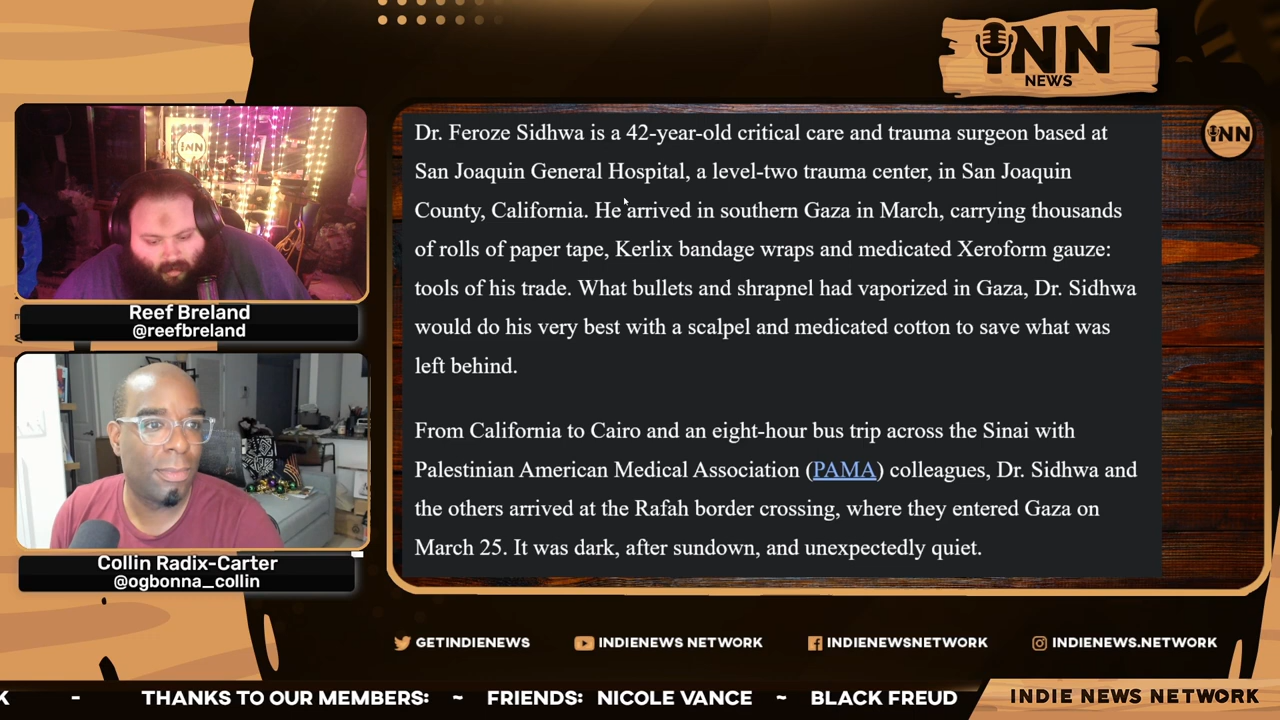 INN
NEWS
INN
INN
Dr. Feroze Sidhwa is a 42-year-old critical care and trauma surgeon based at
San Joaquin General Hospital, a level-two trauma center, in San Joaquin
County, California. He arrived in southern Gaza in March, carrying thousands
of rolls of paper tape, Kerlix bandage wraps and medicated Xeroform gauze:
tools of his trade. What bullets and shrapnel had vaporized in Gaza, Dr. Sidhwa
would do his very best with a scalpel and medicated cotton to save what was
left behind.
From California to Cairo and an eight-hour bus trip across the Sinai with
Palestinian American Medical Association (PAMA) colleagues, Dr. Sidhwa and
the others arrived at the Rafah border crossing, where they entered Gaza on
March 25. It was dark, after sundown, and unexpectedly quiet.
Reef Breland
@reefbreland
Collin Radix-Carter
@ogbonna_collin
GETINDIENEWS
INDIENEWS NETWORK
INDIENEWSNETWORK
INDIENEWS.NETWORK
K - THANKS TO OUR MEMBERS: ~ FRIENDS: NICOLE VANCE ~ BLACK FREUD
INDIE NEWS NETWORK